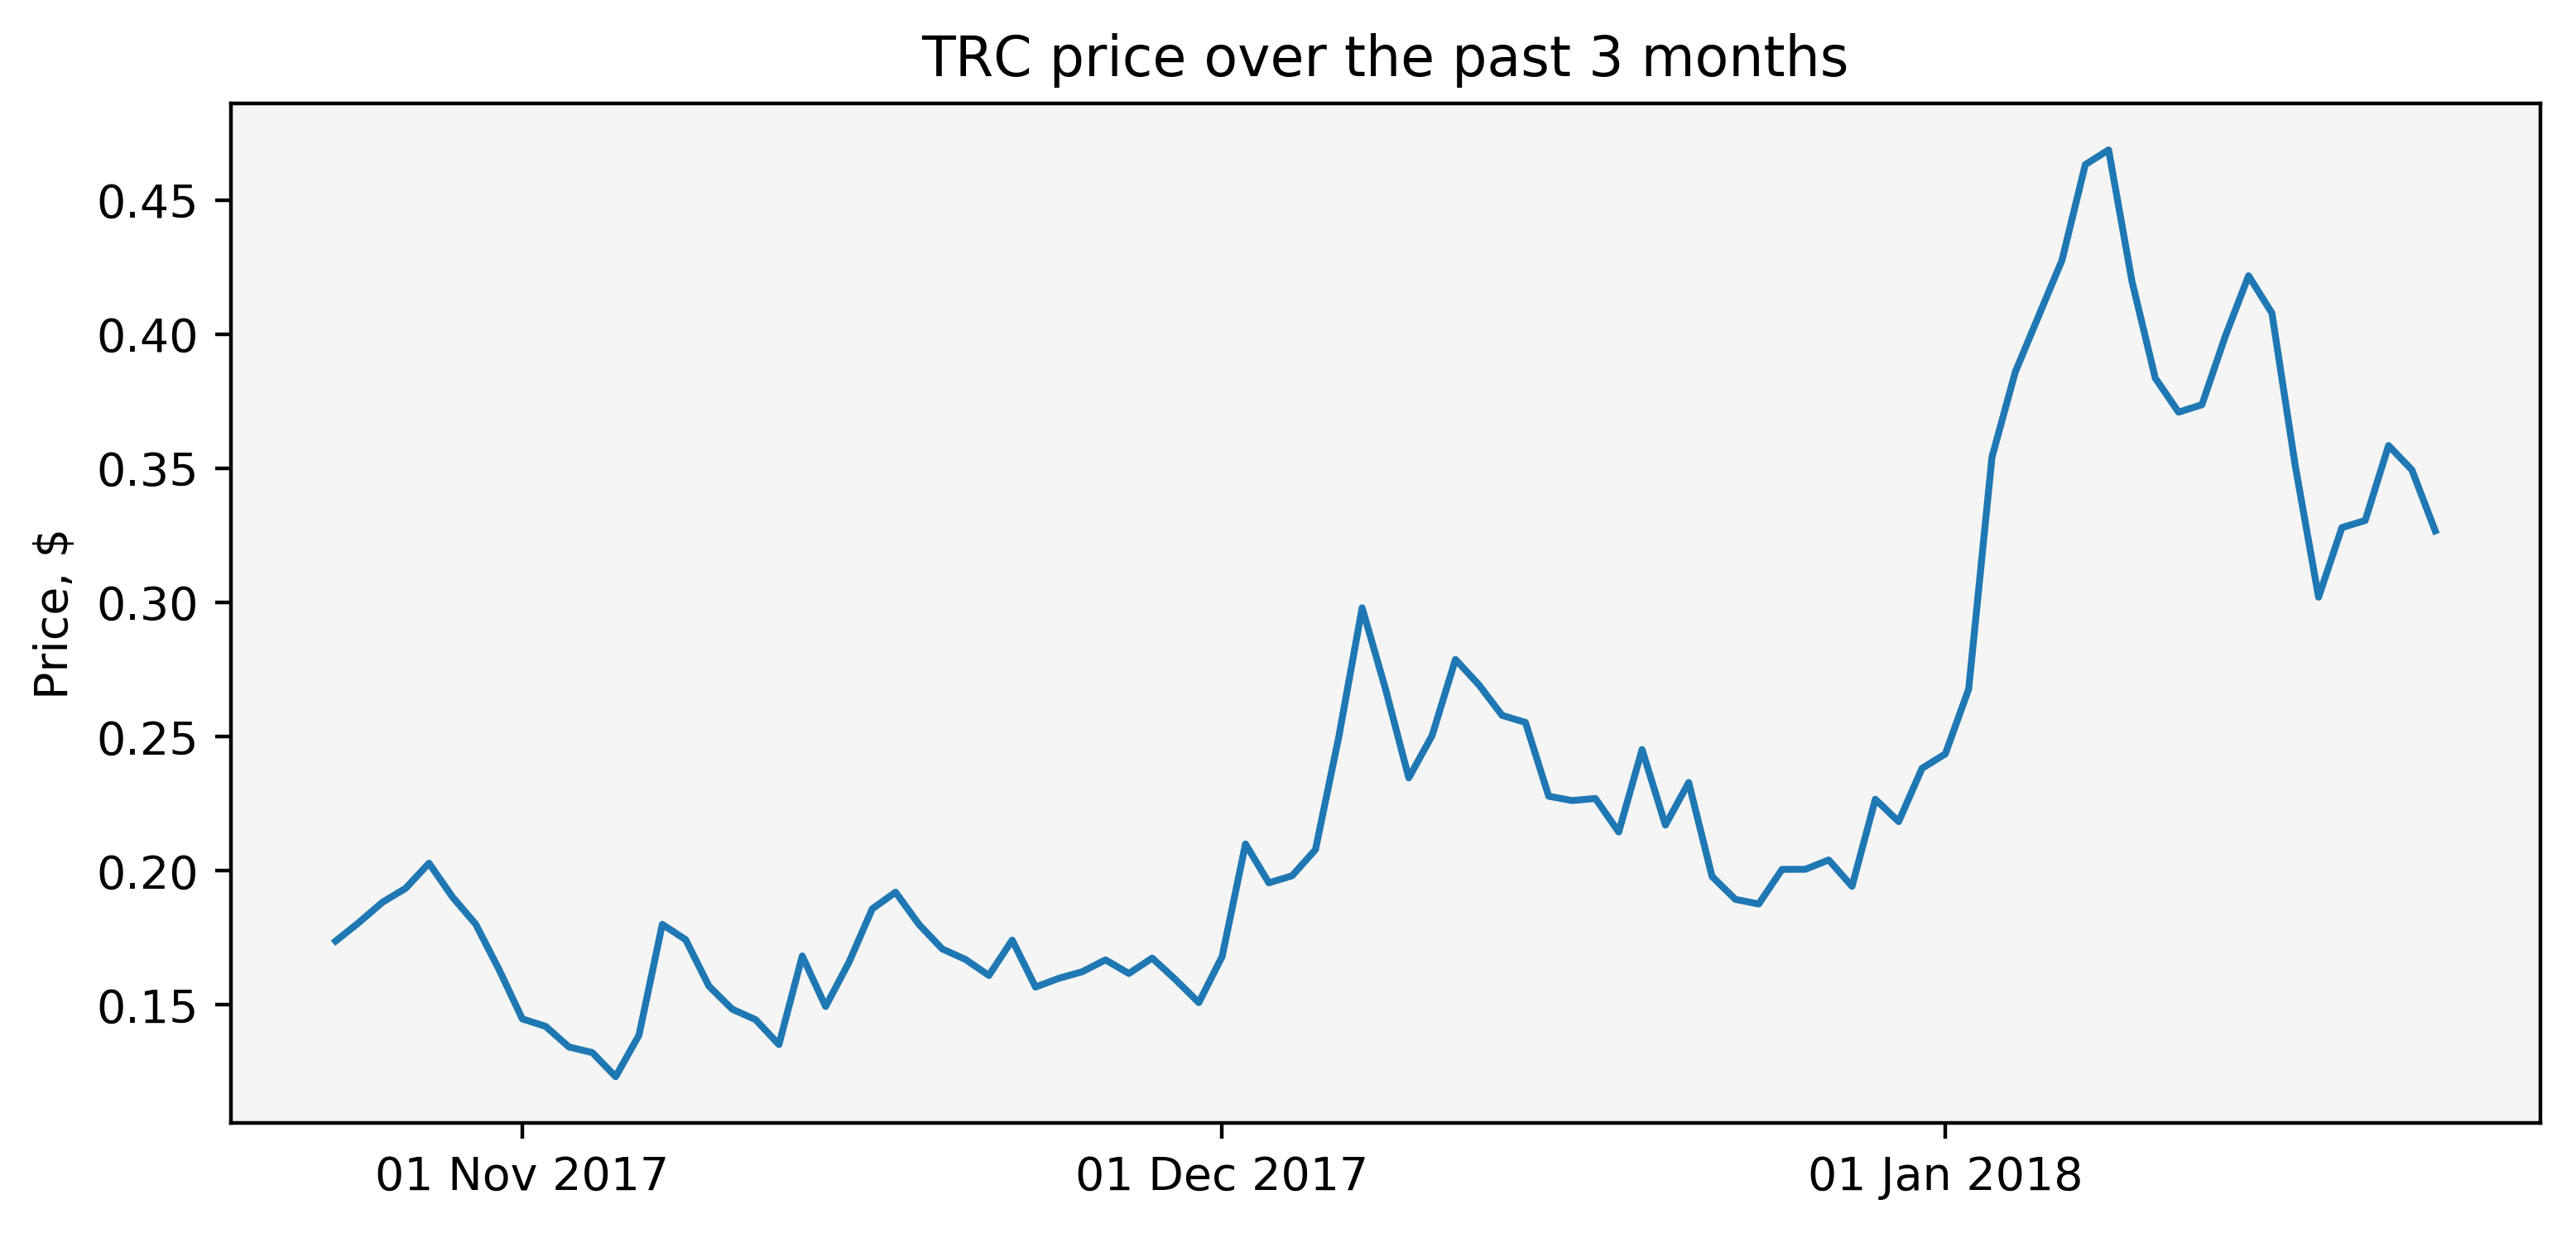 TRC price over the past 3 months
Price, $
0.45
0.40
0.35
0.30
0.25
0.20
0.15
01 Nov 2017
01 Dec 2017
01 Jan 2018